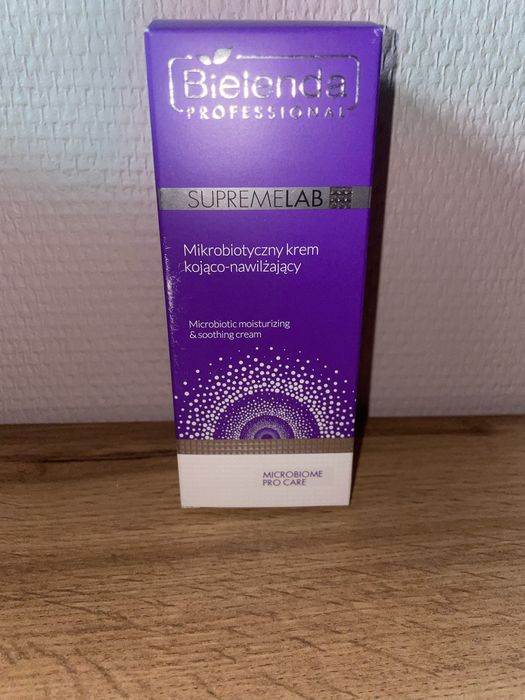 Bielenda
PROFESSIONAL
SUPREMELAB
Mikrobiotyczny krem
kojąco-nawilżający
Microbiotic moisturizing
& soothing cream
MICROBIOME
PRO CARE